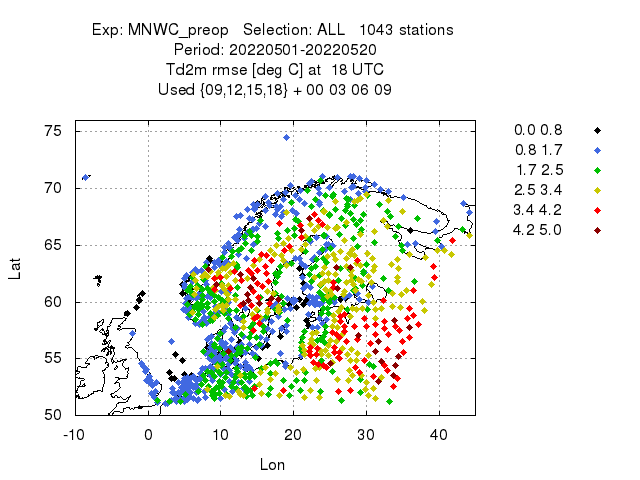 Exp: MNWC_preop   Selection: ALL   1043 stations
Period: 20220501-20220520
Td2m rmse [deg C] at  18 UTC
Used {09,12,15,18} + 00 03 06 09
0.0 0.8
0.8 1.7
1.7 2.5
2.5 3.4
3.4 4.2
4.2 5.0
75
70
65
60
55
50
Lat
-10 0 10 20 30 40
Lon